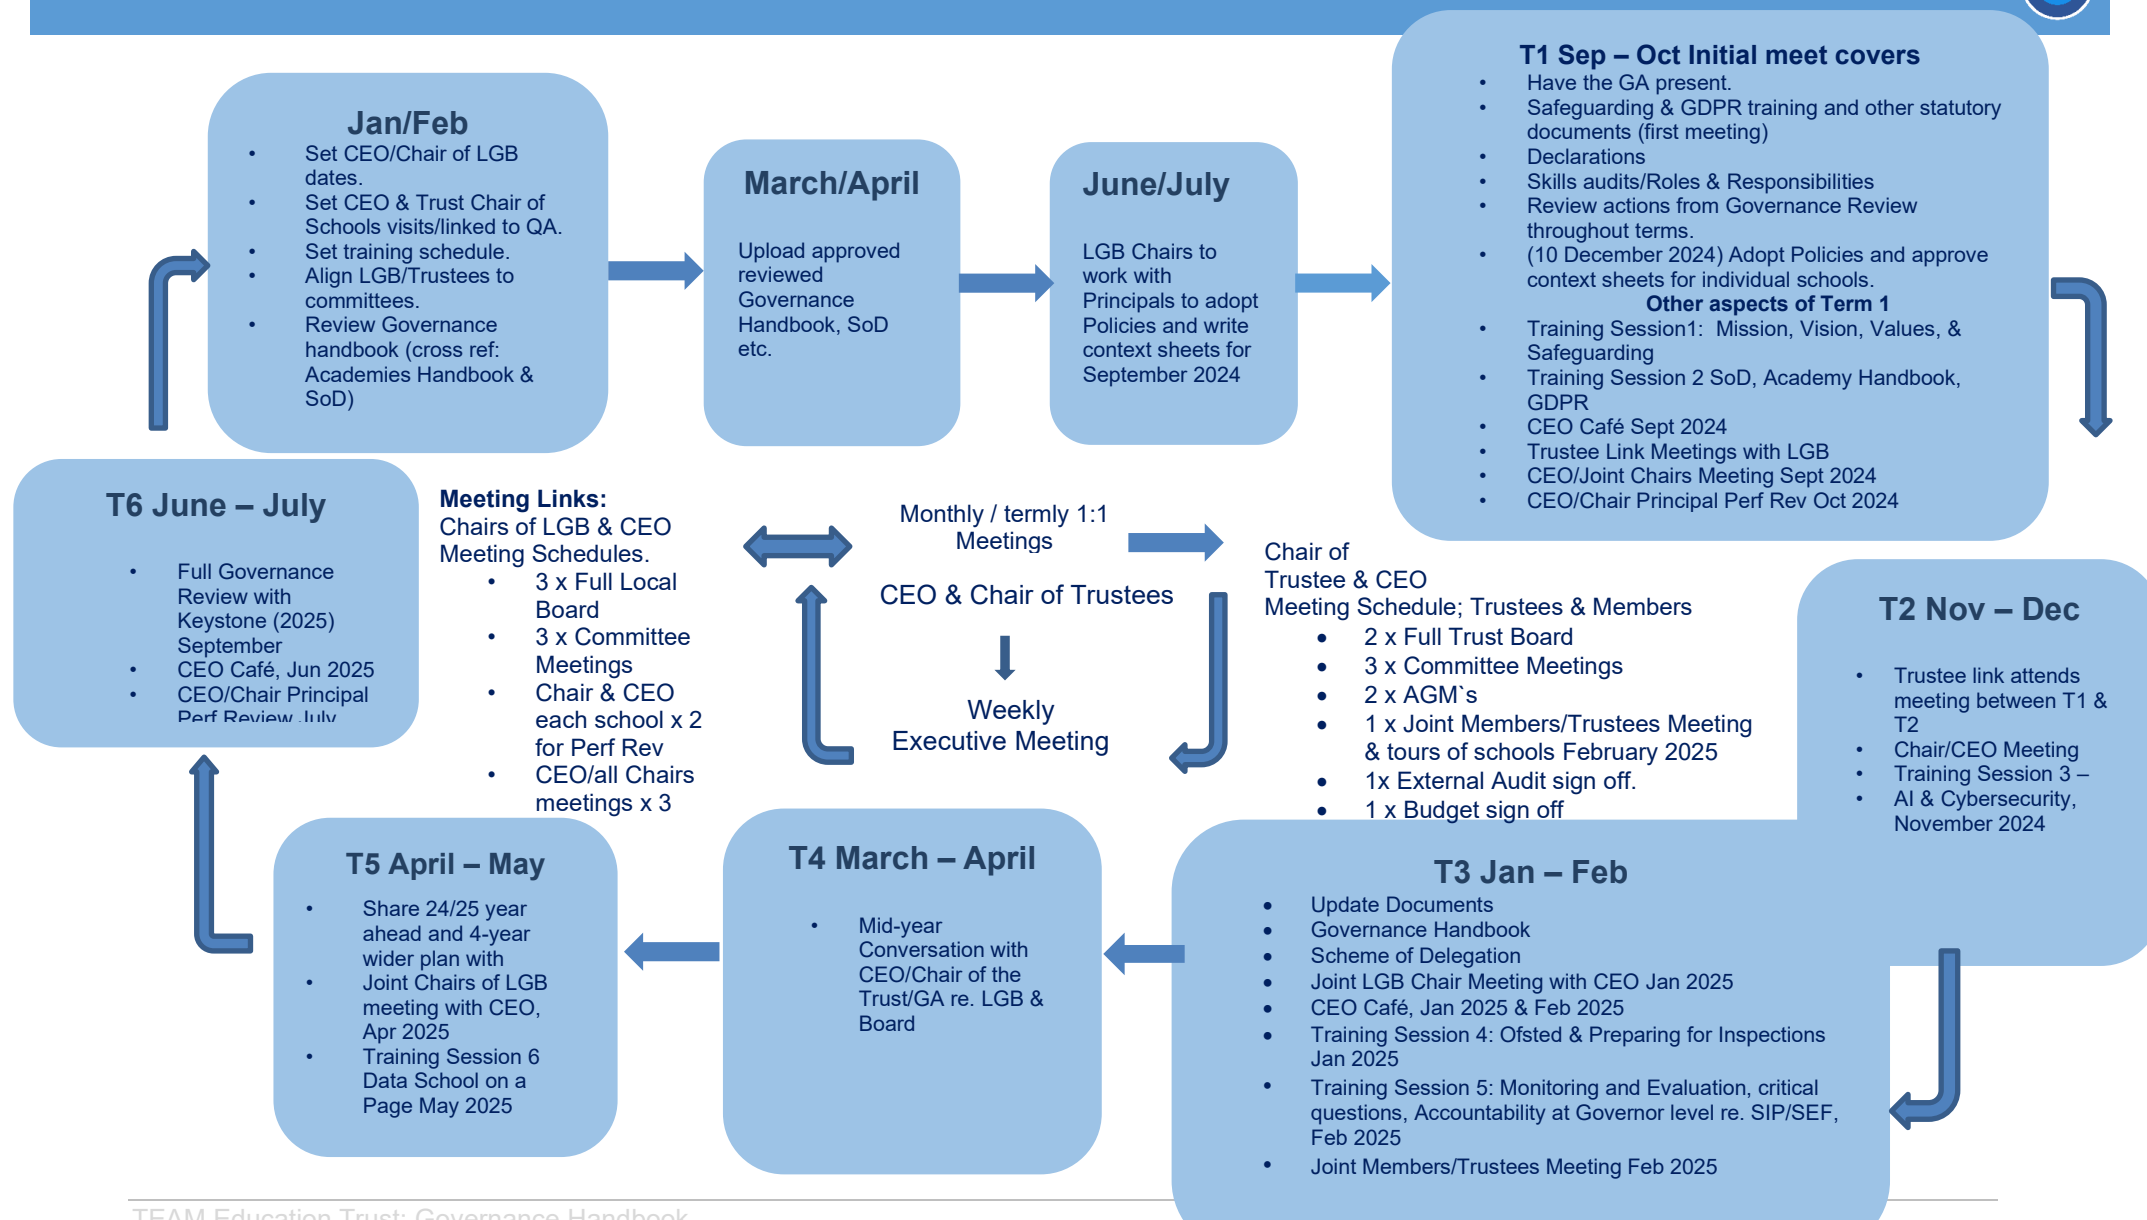 Jan/Feb
• Set CEO/Chair of LGB
dates.
• Set CEO & Trust Chair of
Schools visits/linked to QA.
• Set training schedule.
• Align LGB/Trustees to
committees.
• Review Governance
handbook (cross ref:
Academies Handbook &
SoD)
March/April
Upload approved
reviewed
Governance
Handbook, SoD
etc.
June/July
LGB Chairs to
work with
Principals to adopt
Policies and write
context sheets for
September 2024
T1 Sep – Oct Initial meet covers
• Have the GA present.
• Safeguarding & GDPR training and other statutory
documents (first meeting)
• Declarations
• Skills audits/Roles & Responsibilities
• Review actions from Governance Review
throughout terms.
• (10 December 2024) Adopt Policies and approve
context sheets for individual schools.
Other aspects of Term 1
• Training Session1:  Mission, Vision, Values, &
Safeguarding
• Training Session 2 SoD, Academy Handbook,
GDPR
• CEO Café Sept 2024
• Trustee Link Meetings with LGB
• CEO/Joint Chairs Meeting Sept 2024
• CEO/Chair Principal Perf Rev Oct 2024
T6 June – July
• Full Governance
Review with
Keystone (2025)
September
• CEO Café, Jun 2025
• CEO/Chair Principal
Perf Review July
Meeting Links:
Chairs of LGB & CEO
Meeting Schedules.
• 3 x Full Local
Board
• 3 x Committee
Meetings
• Chair & CEO
each school x 2
for Perf Rev
• CEO/all Chairs
meetings x 3
Monthly / termly 1:1
Meetings
CEO & Chair of Trustees
Weekly
Executive Meeting
Chair of
Trustee & CEO
Meeting Schedule; Trustees & Members
• 2 x Full Trust Board
• 3 x Committee Meetings
• 2 x AGM`s
• 1 x Joint Members/Trustees Meeting
& tours of schools February 2025
• 1x External Audit sign off.
• 1 x Budget sign off
T2 Nov – Dec
• Trustee link attends
meeting between T1 &
T2
• Chair/CEO Meeting
• Training Session 3 –
• AI & Cybersecurity,
November 2024
T5 April – May
• Share 24/25 year
ahead and 4-year
wider plan with
• Joint Chairs of LGB
meeting with CEO,
Apr 2025
• Training Session 6
Data School on a
Page May 2025
T4 March – April
• Mid-year
Conversation with
CEO/Chair of the
Trust/GA re. LGB &
Board
T3 Jan – Feb
• Update Documents
• Governance Handbook
• Scheme of Delegation
• Joint LGB Chair Meeting with CEO Jan 2025
• CEO Café, Jan 2025 & Feb 2025
• Training Session 4: Ofsted & Preparing for Inspections
Jan 2025
• Training Session 5: Monitoring and Evaluation, critical
questions, Accountability at Governor level re. SIP/SEF,
Feb 2025
• Joint Members/Trustees Meeting Feb 2025
TEAM Education Trust: Governance Handbook